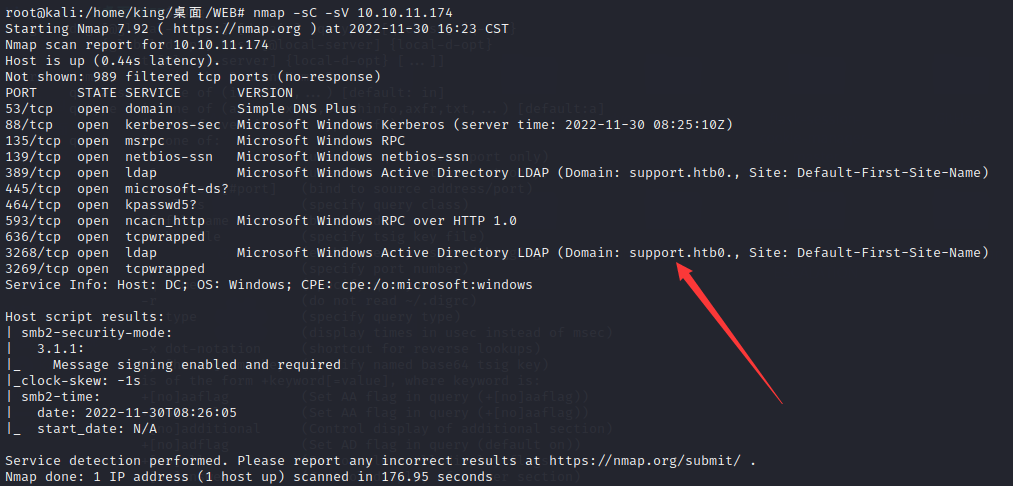 root@kali:/home/king/桌面/WEB# nmap -sC -sV 10.10.11.174
Starting Nmap 7.92 ( https://nmap.org ) at 2022-11-30 16:23 CST
Nmap scan report for 10.10.11.174
Host is up (0.44s latency).
Not shown: 989 filtered tcp ports (no-response)
PORT     STATE SERVICE       VERSION
53/tcp   open  domain        Simple DNS Plus
88/tcp   open  kerberos-sec  Microsoft Windows Kerberos (server time: 2022-11-30 08:25:10Z)
135/tcp  open  msrpc         Microsoft Windows RPC
139/tcp  open  netbios-ssn   Microsoft Windows netbios-ssn
389/tcp  open  ldap          Microsoft Windows Active Directory LDAP (Domain: support.htb0., Site: Default-First-Site-Name)
445/tcp  open  microsoft-ds?
464/tcp  open  kpasswd5?
593/tcp  open  ncacn_http    Microsoft Windows RPC over HTTP 1.0
636/tcp  open  tcpwrapped
3268/tcp open  ldap          Microsoft Windows Active Directory LDAP (Domain: support.htb0., Site: Default-First-Site-Name)
3269/tcp open  tcpwrapped
Service Info: Host: DC; OS: Windows; CPE: cpe:/o:microsoft:windows
Host script results:
| smb2-security-mode:
|   3.1.1:
|_    Message signing enabled and required
|_clock-skew: -1s
| smb2-time:
|   date: 2022-11-30T08:26:05
|_  start_date: N/A
Service detection performed. Please report any incorrect results at https://nmap.org/submit/ .
Nmap done: 1 IP address (1 host up) scanned in 176.95 seconds